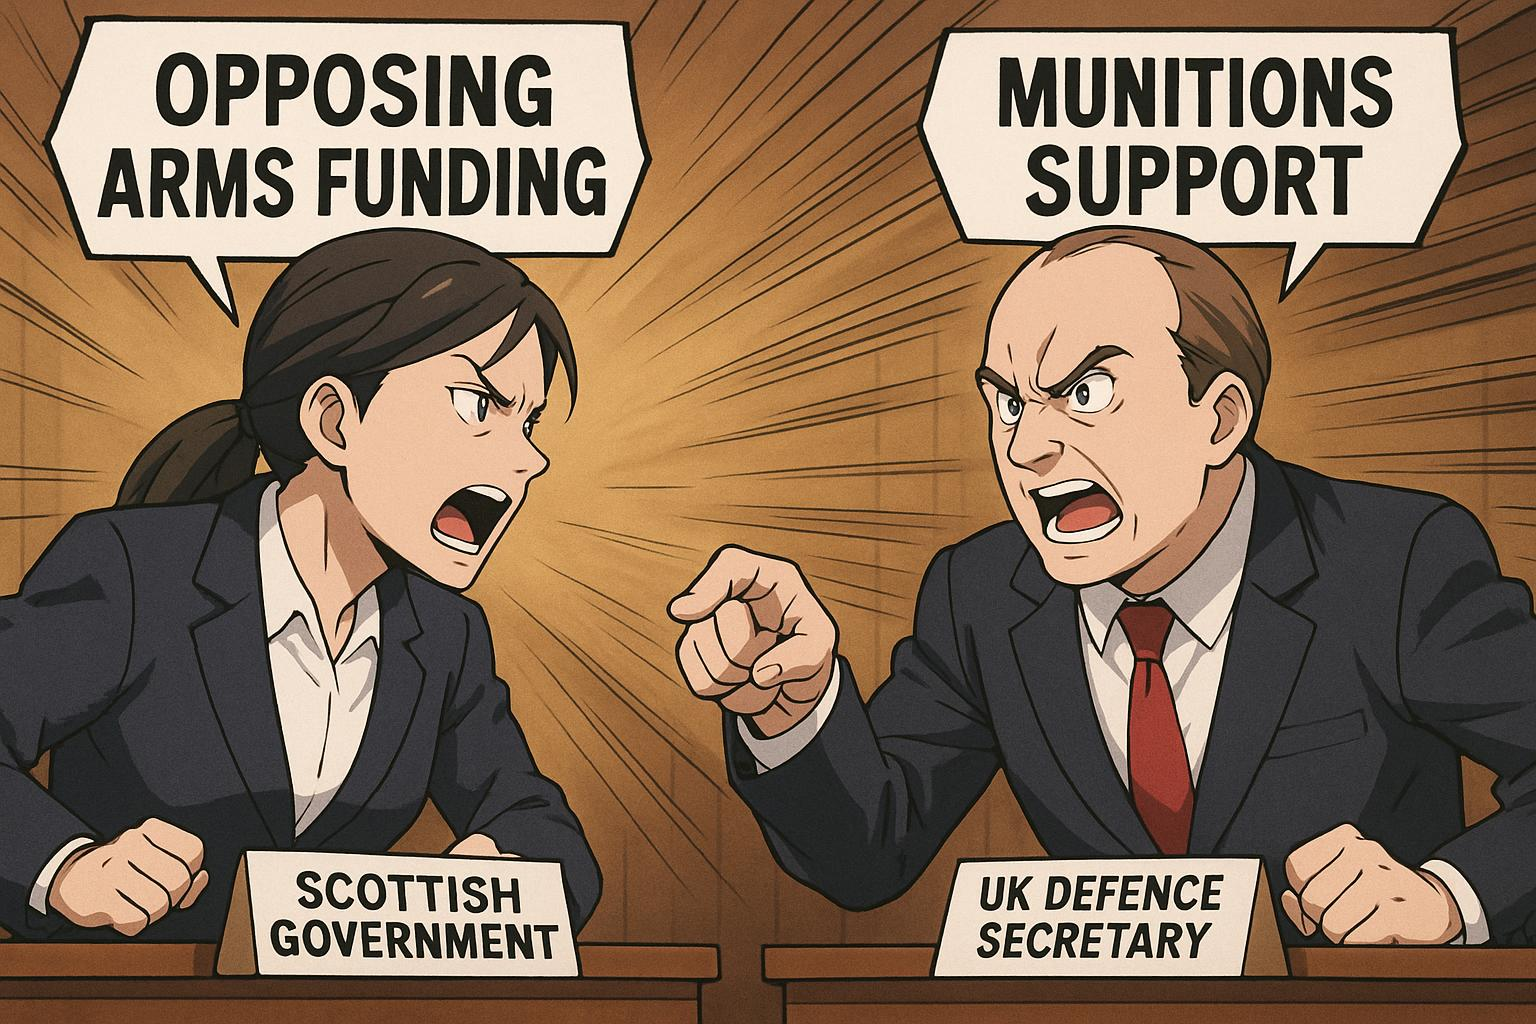 OPPOSING
ARMS FUNDING
MUNITIONS
SUPPORT
SCOTTISH
GOVERNMENT
UK DEFENCE
SECRETARY